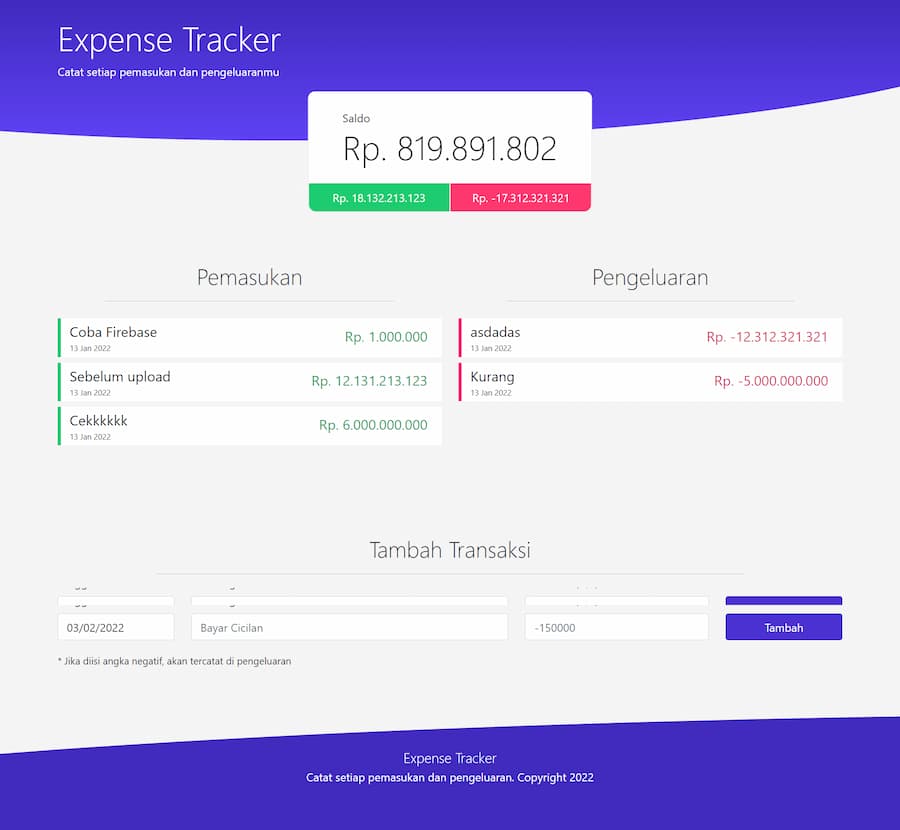 Expense Tracker
Catat setiap pemasukan dan pengeluaranmu
Saldo
Rp. 819.891.802
Rp. 18.132.213.123
Rp. -17.312.321.321
Pemasukan
Coba Firebase
13 Jan 2022
Rp. 1.000.000
Sebelum upload
13 Jan 2022
Rp. 12.131.213.123
Cekkkkkk
13 Jan 2022
Rp. 6.000.000.000
Pengeluaran
asdadas
13 Jan 2022
Rp. -12.312.321.321
Kurang
13 Jan 2022
Rp. -5.000.000.000
Tambah Transaksi
03/02/2022
Bayar Cicilan
-150000
Tambah
* Jika diisi angka negatif, akan tercatat di pengeluaran
Expense Tracker
Catat setiap pemasukan dan pengeluaran. Copyright 2022